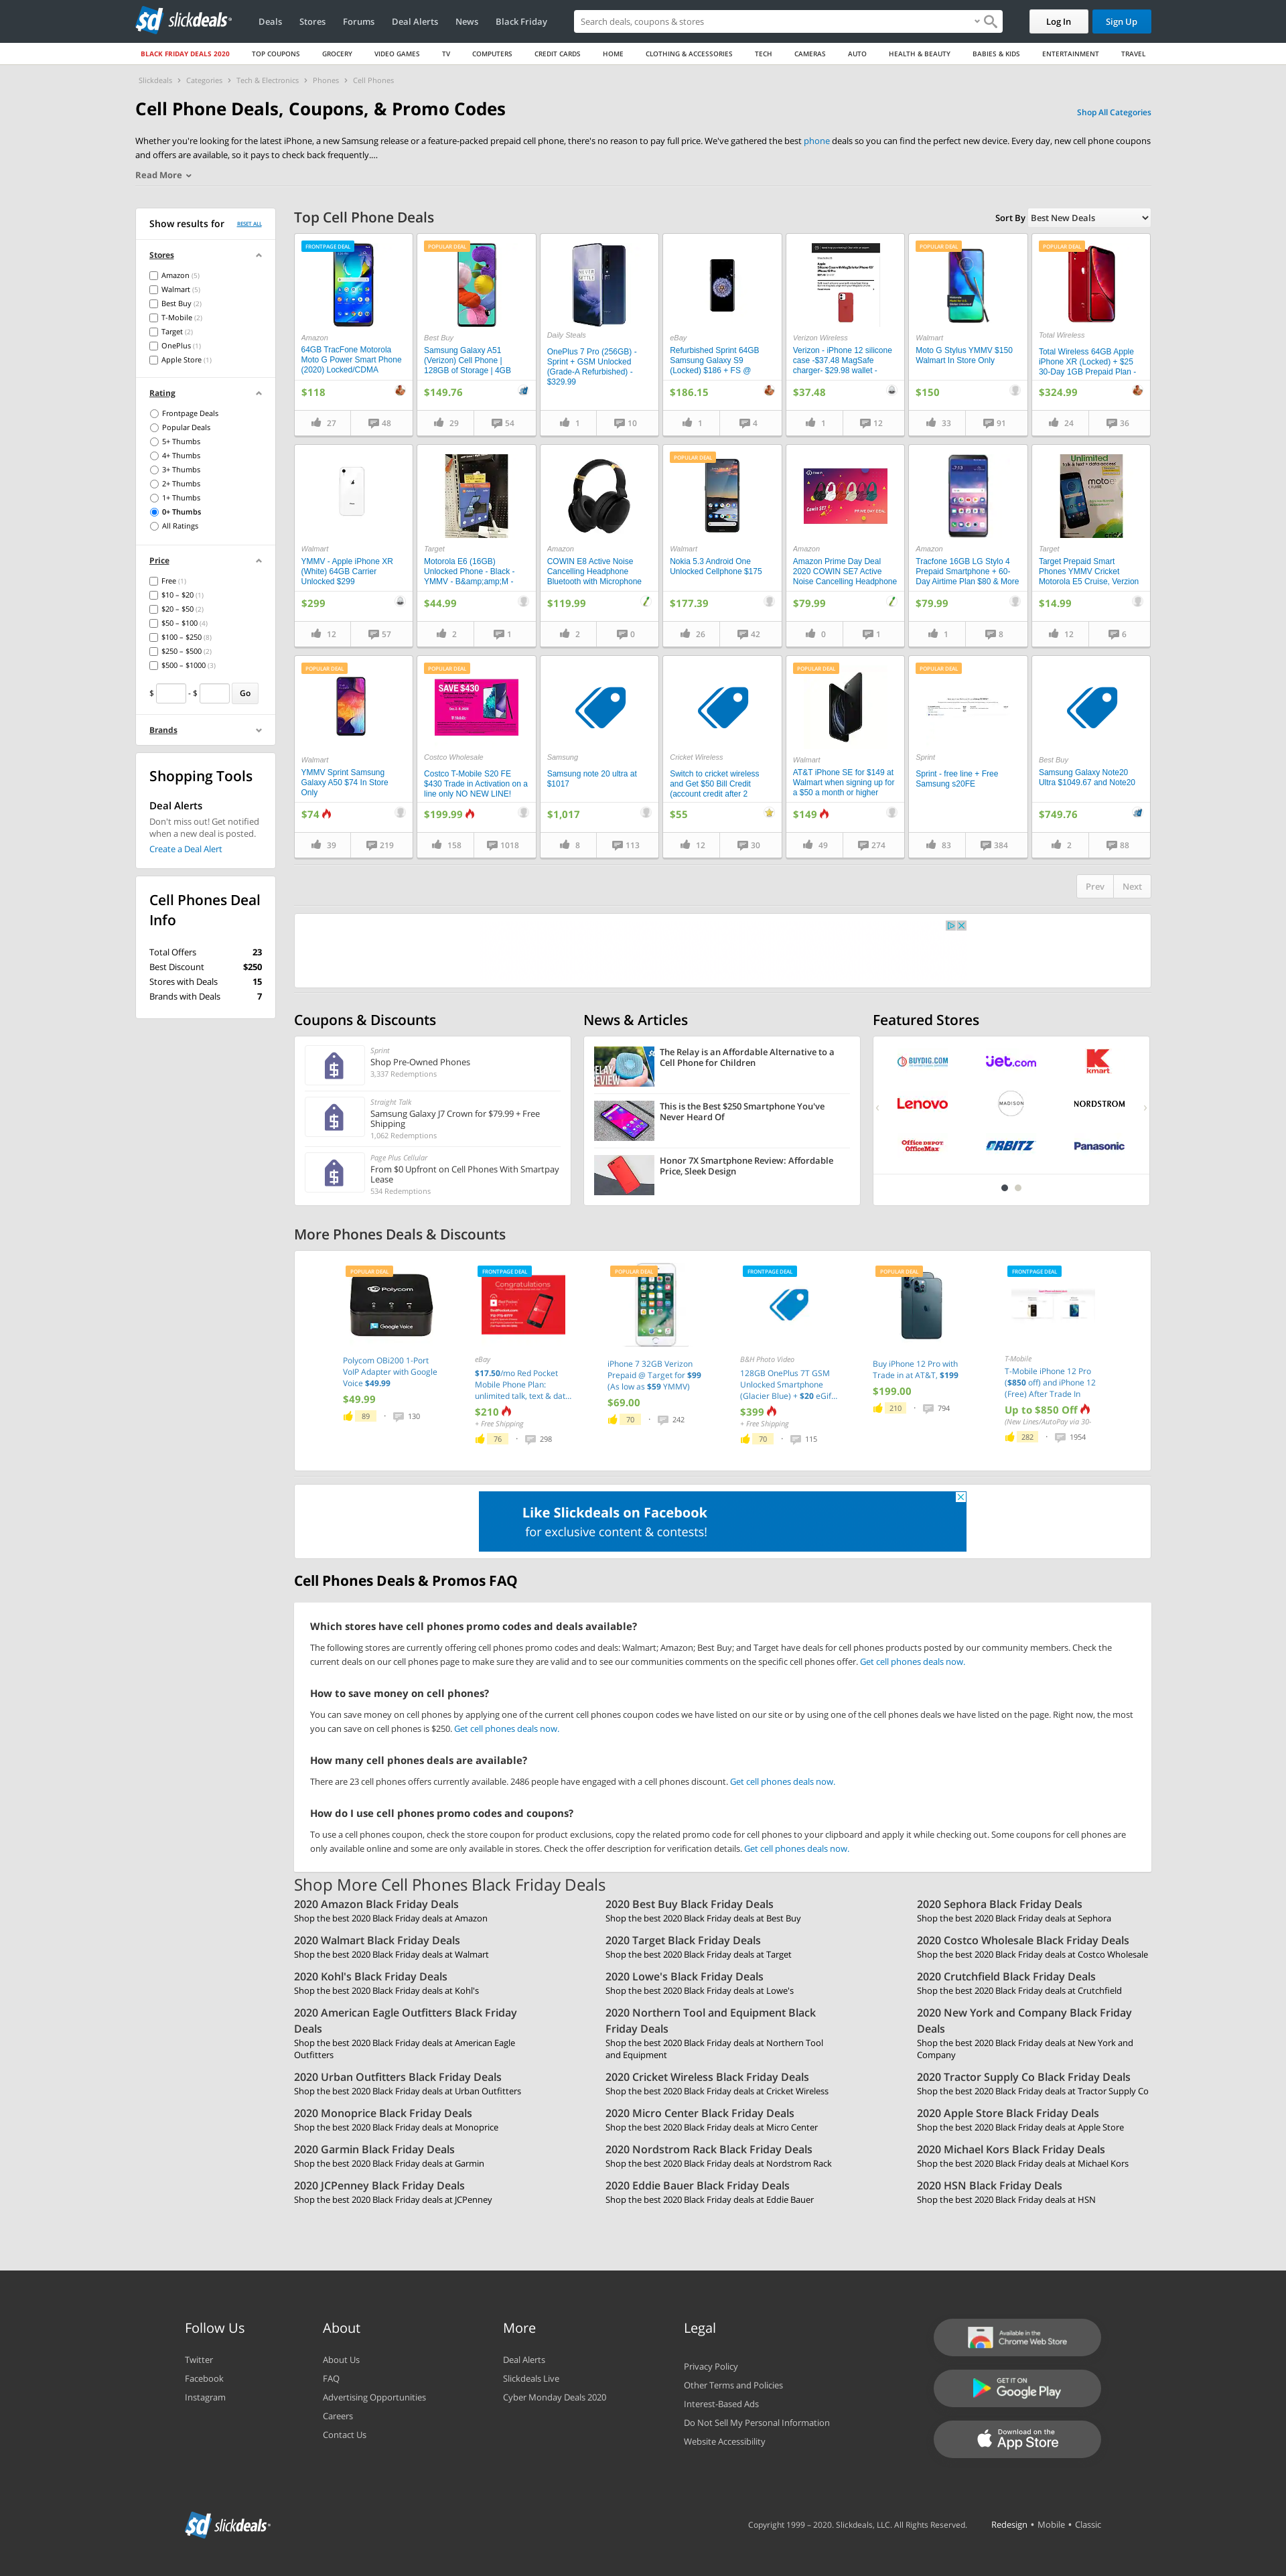 slickdeals
Deals Stores Forums Deal Alerts News Black Friday
Search deals, coupons & stores
Log In
Sign Up
BLACK FRIDAY DEALS 2020 TOP COUPONS GROCERY VIDEO GAMES TV COMPUTERS CREDIT CARDS HOME CLOTHING & ACCESSORIES TECH CAMERAS AUTO HEALTH & BEAUTY BABIES & KIDS ENTERTAINMENT TRAVEL
Slickdeals > Categories > Tech & Electronics > Phones > Cell Phones
Cell Phone Deals, Coupons, & Promo Codes
Shop All Categories
Whether you're looking for the latest iPhone, a new Samsung release or a feature-packed prepaid cell phone, there's no reason to pay full price. We've gathered the best phone deals so you can find the perfect new device. Every day, new cell phone coupons
and offers are available, so it pays to check back frequently....
Read More
Show results for RESET ALL
Stores
Amazon (5)
Walmart (5)
Best Buy (2)
T-Mobile (2)
Target (2)
OnePlus (1)
Apple Store (1)
Rating
Frontpage Deals
Popular Deals
5+ Thumbs
4+ Thumbs
3+ Thumbs
2+ Thumbs
1+ Thumbs
0+ Thumbs
All Ratings
Price
Free (1)
$10 – $20 (1)
$20 – $50 (2)
$50 – $100 (4)
$100 – $250 (8)
$250 – $500 (2)
$500 – $1000 (3)
$ - $ Go
Brands
Shopping Tools
Deal Alerts
Don't miss out! Get notified
when a new deal is posted.
Create a Deal Alert
Cell Phones Deal
Info
Total Offers 23
Best Discount $250
Stores with Deals 15
Brands with Deals 7
Top Cell Phone Deals
Sort By Best New Deals
FRONTPAGE DEAL
Amazon
64GB TracFone Motorola
Moto G Power Smart Phone
(2020) Locked/CDMA
$118
27 48
POPULAR DEAL
Best Buy
Samsung Galaxy A51
(Verizon) Cell Phone |
128GB of Storage | 4GB
$149.76
29 54
Daily Steals
OnePlus 7 Pro (256GB) -
Sprint + GSM Unlocked
(Grade-A Refurbished) -
$329.99
1 10
eBay
Refurbished Sprint 64GB
Samsung Galaxy S9
(Locked) $186 + FS @
$186.15
1 4
Verizon Wireless
Verizon - iPhone 12 silicone
case -$37.48 MagSafe
charger- $29.98 wallet -
$37.48
1 12
POPULAR DEAL
Walmart
Moto G Stylus YMMV $150
Walmart In Store Only
$150
33 91
POPULAR DEAL
Total Wireless
Total Wireless 64GB Apple
iPhone XR (Locked) + $25
30-Day 1GB Prepaid Plan -
$324.99
24 36
Walmart
YMMV - Apple iPhone XR
(White) 64GB Carrier
Unlocked $299
$299
12 57
Target
Motorola E6 (16GB)
Unlocked Phone - Black -
YMMV - B&amp;amp;M -
$44.99
2 1
Amazon
COWIN E8 Active Noise
Cancelling Headphone
Bluetooth with Microphone
$119.99
2 0
POPULAR DEAL
Walmart
Nokia 5.3 Android One
Unlocked Cellphone $175
$177.39
26 42
Amazon
Amazon Prime Day Deal
2020 COWIN SE7 Active
Noise Cancelling Headphone
$79.99
0 1
Amazon
Tracfone 16GB LG Stylo 4
Prepaid Smartphone + 60-
Day Airtime Plan $80 & More
$79.99
1 8
Unlimited
moto e
Target
Target Prepaid Smart
Phones YMMV Cricket
Motorola E5 Cruise, Verzion
$14.99
12 6
POPULAR DEAL
Walmart
YMMV Sprint Samsung
Galaxy A50 $74 In Store
Only
$74
39 219
POPULAR DEAL
SAVE $430
Costco Wholesale
Costco T-Mobile S20 FE
$430 Trade in Activation on a
line only NO NEW LINE!
$199.99
158 1018
Samsung
Samsung note 20 ultra at
$1017
$1,017
8 113
Cricket Wireless
Switch to cricket wireless
and Get $50 Bill Credit
(account credit after 2
$55
12 30
POPULAR DEAL
Walmart
AT&T iPhone SE for $149 at
Walmart when signing up for
a $50 a month or higher
$149
49 274
POPULAR DEAL
Sprint
Sprint - free line + Free
Samsung s20FE
83 384
Best Buy
Samsung Galaxy Note20
Ultra $1049.67 and Note20
$749.76
2 88
Prev Next
Coupons & Discounts
Sprint
Shop Pre-Owned Phones
3,337 Redemptions
Straight Talk
Samsung Galaxy J7 Crown for $79.99 + Free
Shipping
1,062 Redemptions
Page Plus Cellular
From $0 Upfront on Cell Phones With Smartpay
Lease
534 Redemptions
News & Articles
The Relay is an Affordable Alternative to a
Cell Phone for Children
This is the Best $250 Smartphone You've
Never Heard Of
Honor 7X Smartphone Review: Affordable
Price, Sleek Design
Featured Stores
BUYDIG.COM jet.com Kmart
Lenovo MADISON NORDSTROM
Office DEPOT OfficeMax ORBITZ Panasonic
More Phones Deals & Discounts
POPULAR DEAL
Polycom
Google Voice
Polycom OBi200 1-Port
VoIP Adapter with Google
Voice $49.99
$49.99
89 130
FRONTPAGE DEAL
Congratulations
eBay
$17.50/mo Red Pocket
Mobile Phone Plan:
unlimited talk, text & dat...
$210
+ Free Shipping
76 298
POPULAR DEAL
iPhone 7 32GB Verizon
Prepaid @ Target for $99
(As low as $59 YMMV)
$69.00
70 242
FRONTPAGE DEAL
B&H Photo Video
128GB OnePlus 7T GSM
Unlocked Smartphone
(Glacier Blue) + $20 eGif...
$399
+ Free Shipping
70 115
POPULAR DEAL
Buy iPhone 12 Pro with
Trade in at AT&T, $199
$199.00
210 794
FRONTPAGE DEAL
T-Mobile
T-Mobile iPhone 12 Pro
($850 off) and iPhone 12
(Free) After Trade In
Up to $850 Off
(New Lines/AutoPay via 30-
282 1954
Like Slickdeals on Facebook
for exclusive content & contests!
Cell Phones Deals & Promos FAQ
Which stores have cell phones promo codes and deals available?
The following stores are currently offering cell phones promo codes and deals: Walmart; Amazon; Best Buy; and Target have deals for cell phones products posted by our community members. Check the
current deals on our cell phones page to make sure they are valid and to see our communities comments on the specific cell phones offer. Get cell phones deals now.
How to save money on cell phones?
You can save money on cell phones by applying one of the current cell phones coupon codes we have listed on our site or by using one of the cell phones deals we have listed on the page. Right now, the most
you can save on cell phones is $250. Get cell phones deals now.
How many cell phones deals are available?
There are 23 cell phones offers currently available. 2486 people have engaged with a cell phones discount. Get cell phones deals now.
How do I use cell phones promo codes and coupons?
To use a cell phones coupon, check the store coupon for product exclusions, copy the related promo code for cell phones to your clipboard and apply it while checking out. Some coupons for cell phones are
only available online and some are only available in stores. Check the offer description for verification details. Get cell phones deals now.
Shop More Cell Phones Black Friday Deals
2020 Amazon Black Friday Deals
Shop the best 2020 Black Friday deals at Amazon
2020 Best Buy Black Friday Deals
Shop the best 2020 Black Friday deals at Best Buy
2020 Sephora Black Friday Deals
Shop the best 2020 Black Friday deals at Sephora
2020 Walmart Black Friday Deals
Shop the best 2020 Black Friday deals at Walmart
2020 Target Black Friday Deals
Shop the best 2020 Black Friday deals at Target
2020 Costco Wholesale Black Friday Deals
Shop the best 2020 Black Friday deals at Costco Wholesale
2020 Kohl's Black Friday Deals
Shop the best 2020 Black Friday deals at Kohl's
2020 Lowe's Black Friday Deals
Shop the best 2020 Black Friday deals at Lowe's
2020 Crutchfield Black Friday Deals
Shop the best 2020 Black Friday deals at Crutchfield
2020 American Eagle Outfitters Black Friday
Deals
Shop the best 2020 Black Friday deals at American Eagle
Outfitters
2020 Northern Tool and Equipment Black
Friday Deals
Shop the best 2020 Black Friday deals at Northern Tool
and Equipment
2020 New York and Company Black Friday
Deals
Shop the best 2020 Black Friday deals at New York and
Company
2020 Urban Outfitters Black Friday Deals
Shop the best 2020 Black Friday deals at Urban Outfitters
2020 Cricket Wireless Black Friday Deals
Shop the best 2020 Black Friday deals at Cricket Wireless
2020 Tractor Supply Co Black Friday Deals
Shop the best 2020 Black Friday deals at Tractor Supply Co
2020 Monoprice Black Friday Deals
Shop the best 2020 Black Friday deals at Monoprice
2020 Micro Center Black Friday Deals
Shop the best 2020 Black Friday deals at Micro Center
2020 Apple Store Black Friday Deals
Shop the best 2020 Black Friday deals at Apple Store
2020 Garmin Black Friday Deals
Shop the best 2020 Black Friday deals at Garmin
2020 Nordstrom Rack Black Friday Deals
Shop the best 2020 Black Friday deals at Nordstrom Rack
2020 Michael Kors Black Friday Deals
Shop the best 2020 Black Friday deals at Michael Kors
2020 JCPenney Black Friday Deals
Shop the best 2020 Black Friday deals at JCPenney
2020 Eddie Bauer Black Friday Deals
Shop the best 2020 Black Friday deals at Eddie Bauer
2020 HSN Black Friday Deals
Shop the best 2020 Black Friday deals at HSN
Follow Us
Twitter
Facebook
Instagram
About
About Us
FAQ
Advertising Opportunities
Careers
Contact Us
More
Deal Alerts
Slickdeals Live
Cyber Monday Deals 2020
Legal
Privacy Policy
Other Terms and Policies
Interest-Based Ads
Do Not Sell My Personal Information
Website Accessibility
Available in the
Chrome Web Store
GET IT ON
Google Play
Download on the
App Store
slickdeals
Copyright 1999 – 2020. Slickdeals, LLC. All Rights Reserved.
Redesign • Mobile • Classic